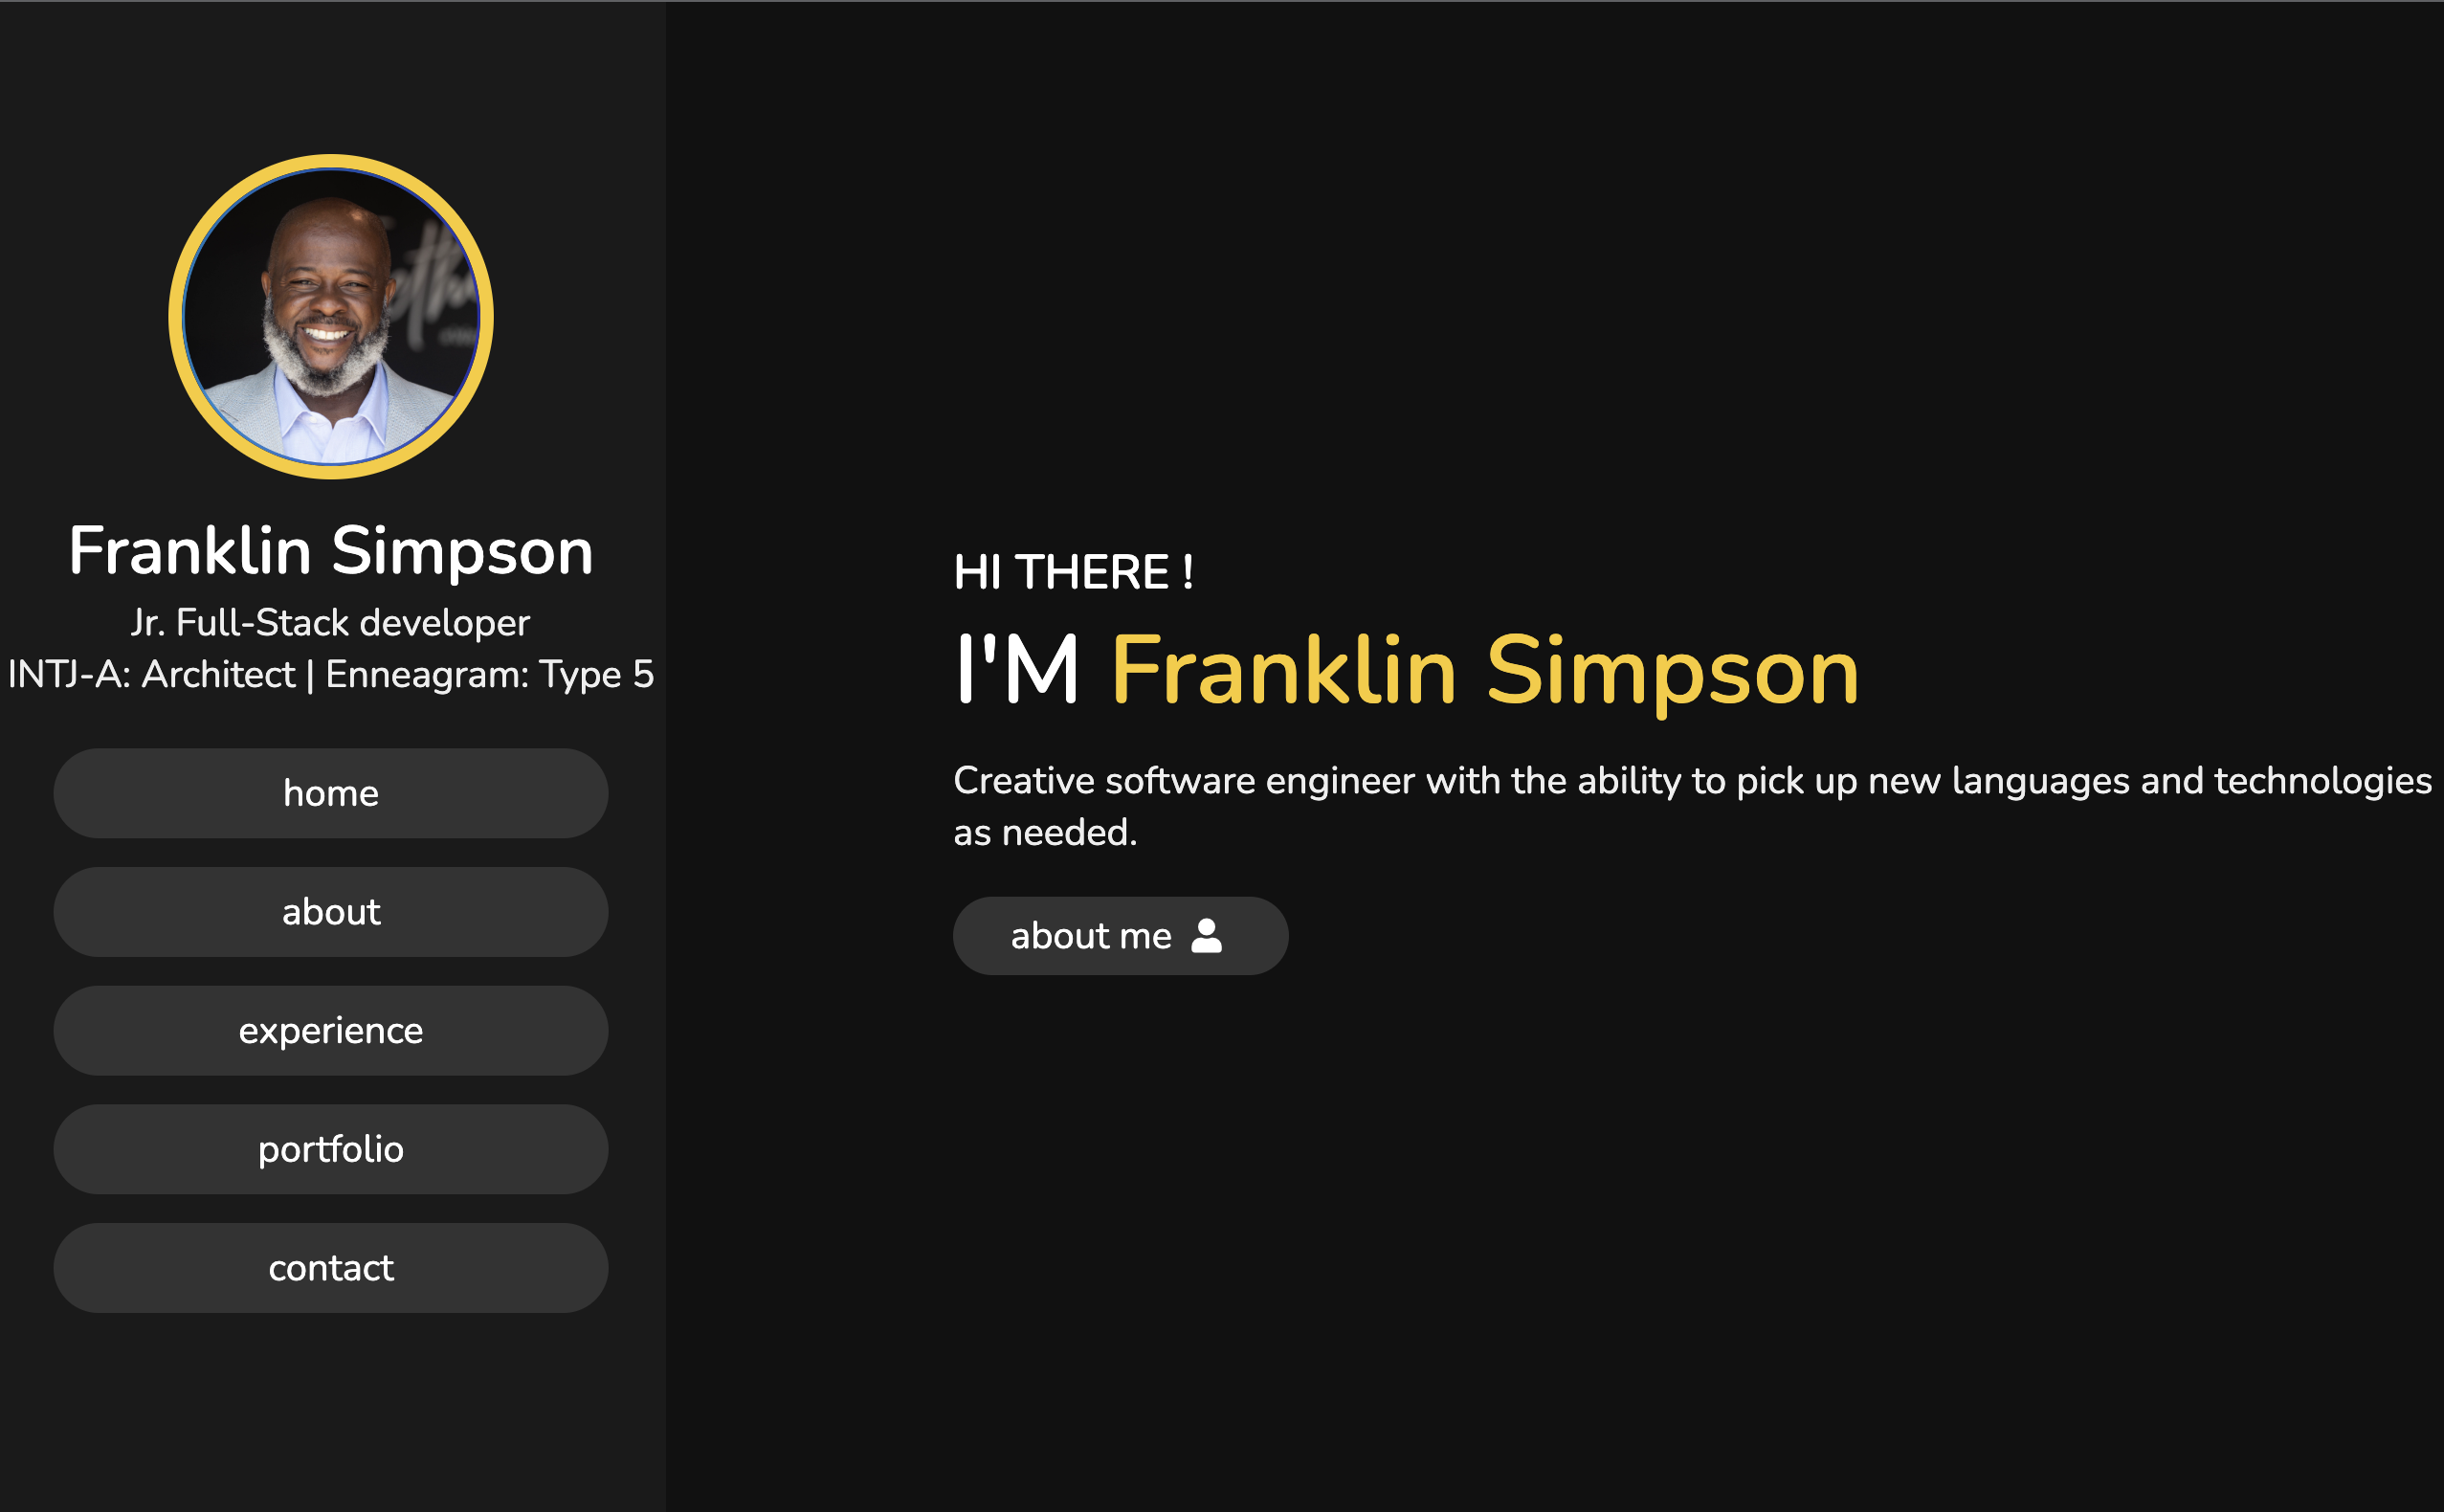 Franklin Simpson
Jr. Full-Stack developer
INTJ-A: Architect | Enneagram: Type 5
home
about
experience
portfolio
contact
HI THERE !
I'M Franklin Simpson
Creative software engineer with the ability to pick up new languages and technologies
as needed.
about me